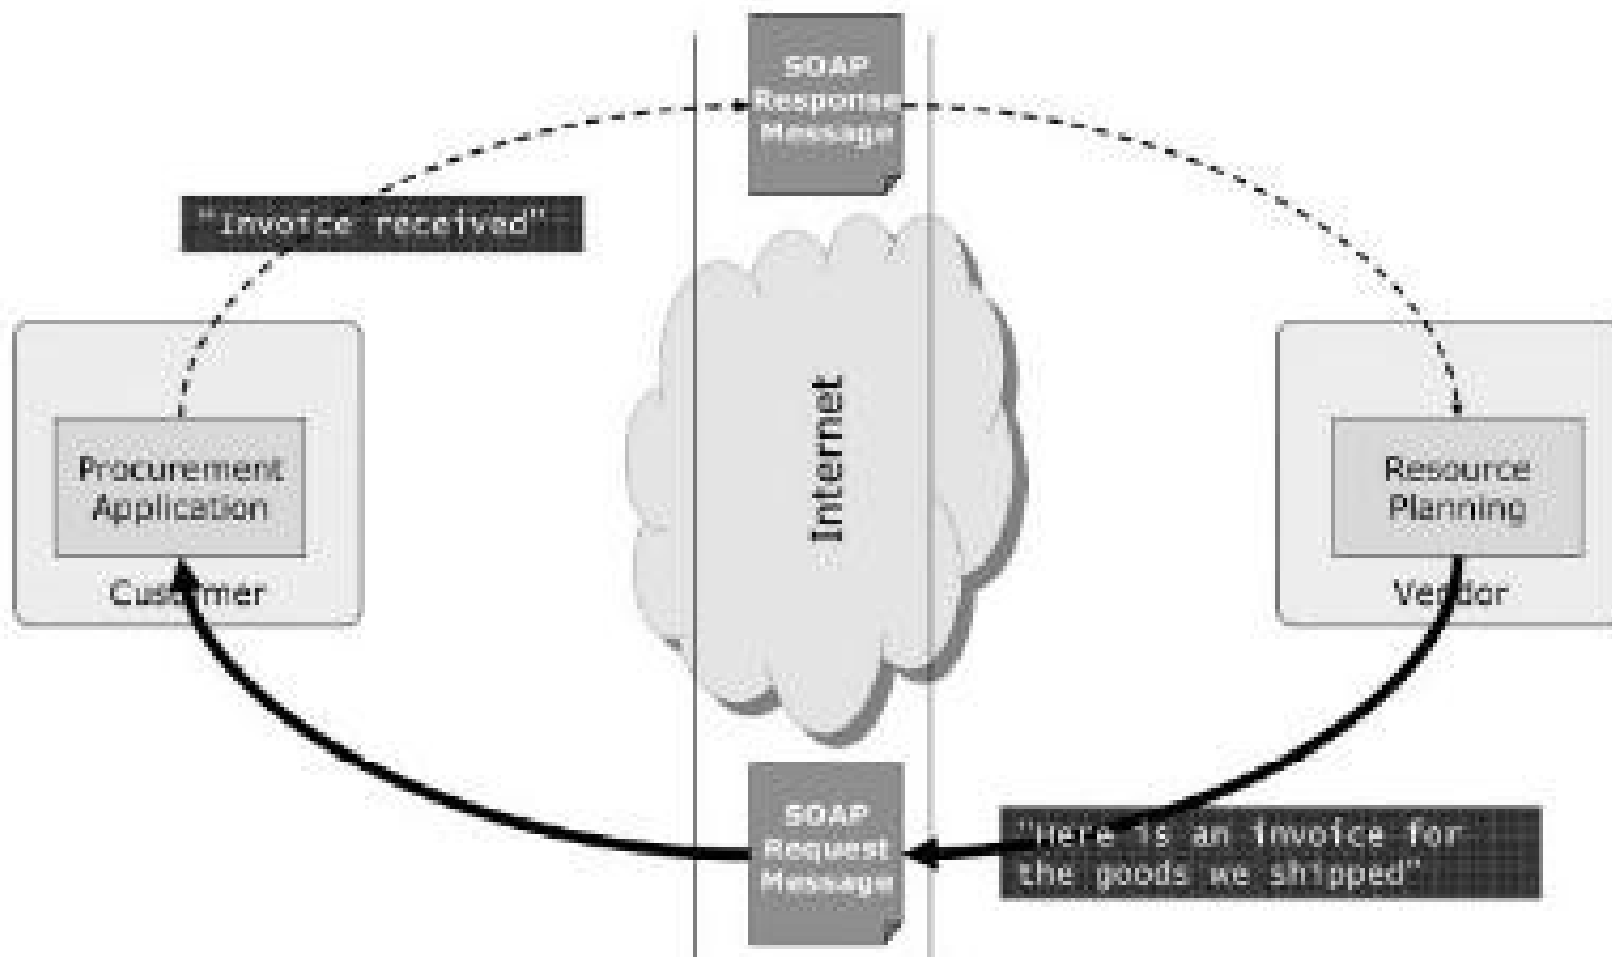 SOAP
Response
Message
"Invoice received"
Internet
Procurement
Application
Customer
Resource
Planning
Vendor
SOAP
Request
Message
"Here is an invoice for
the goods we shipped"